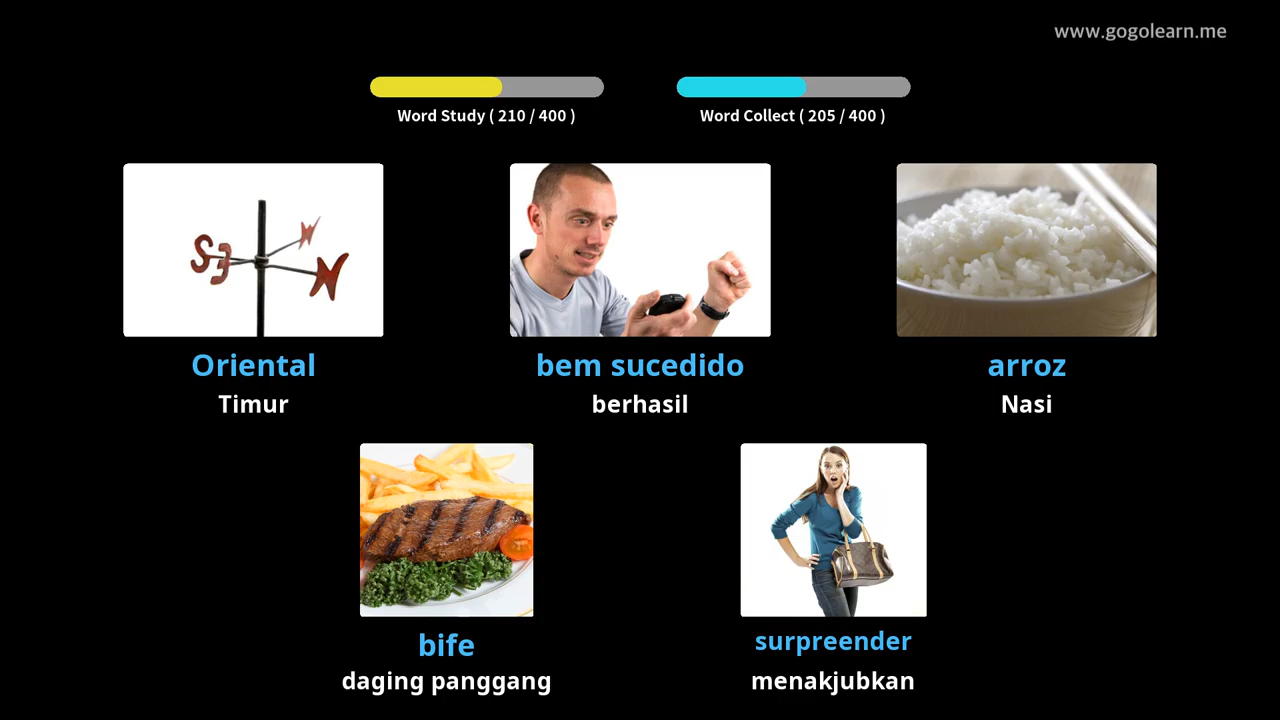 www.gogolearn.me
Word Study ( 210 / 400 )
Word Collect ( 205 / 400 )
S E N N
Oriental
bem sucedido
arroz
Timur
berhasil
Nasi
bife
surpreender
daging panggang
menakjubkan